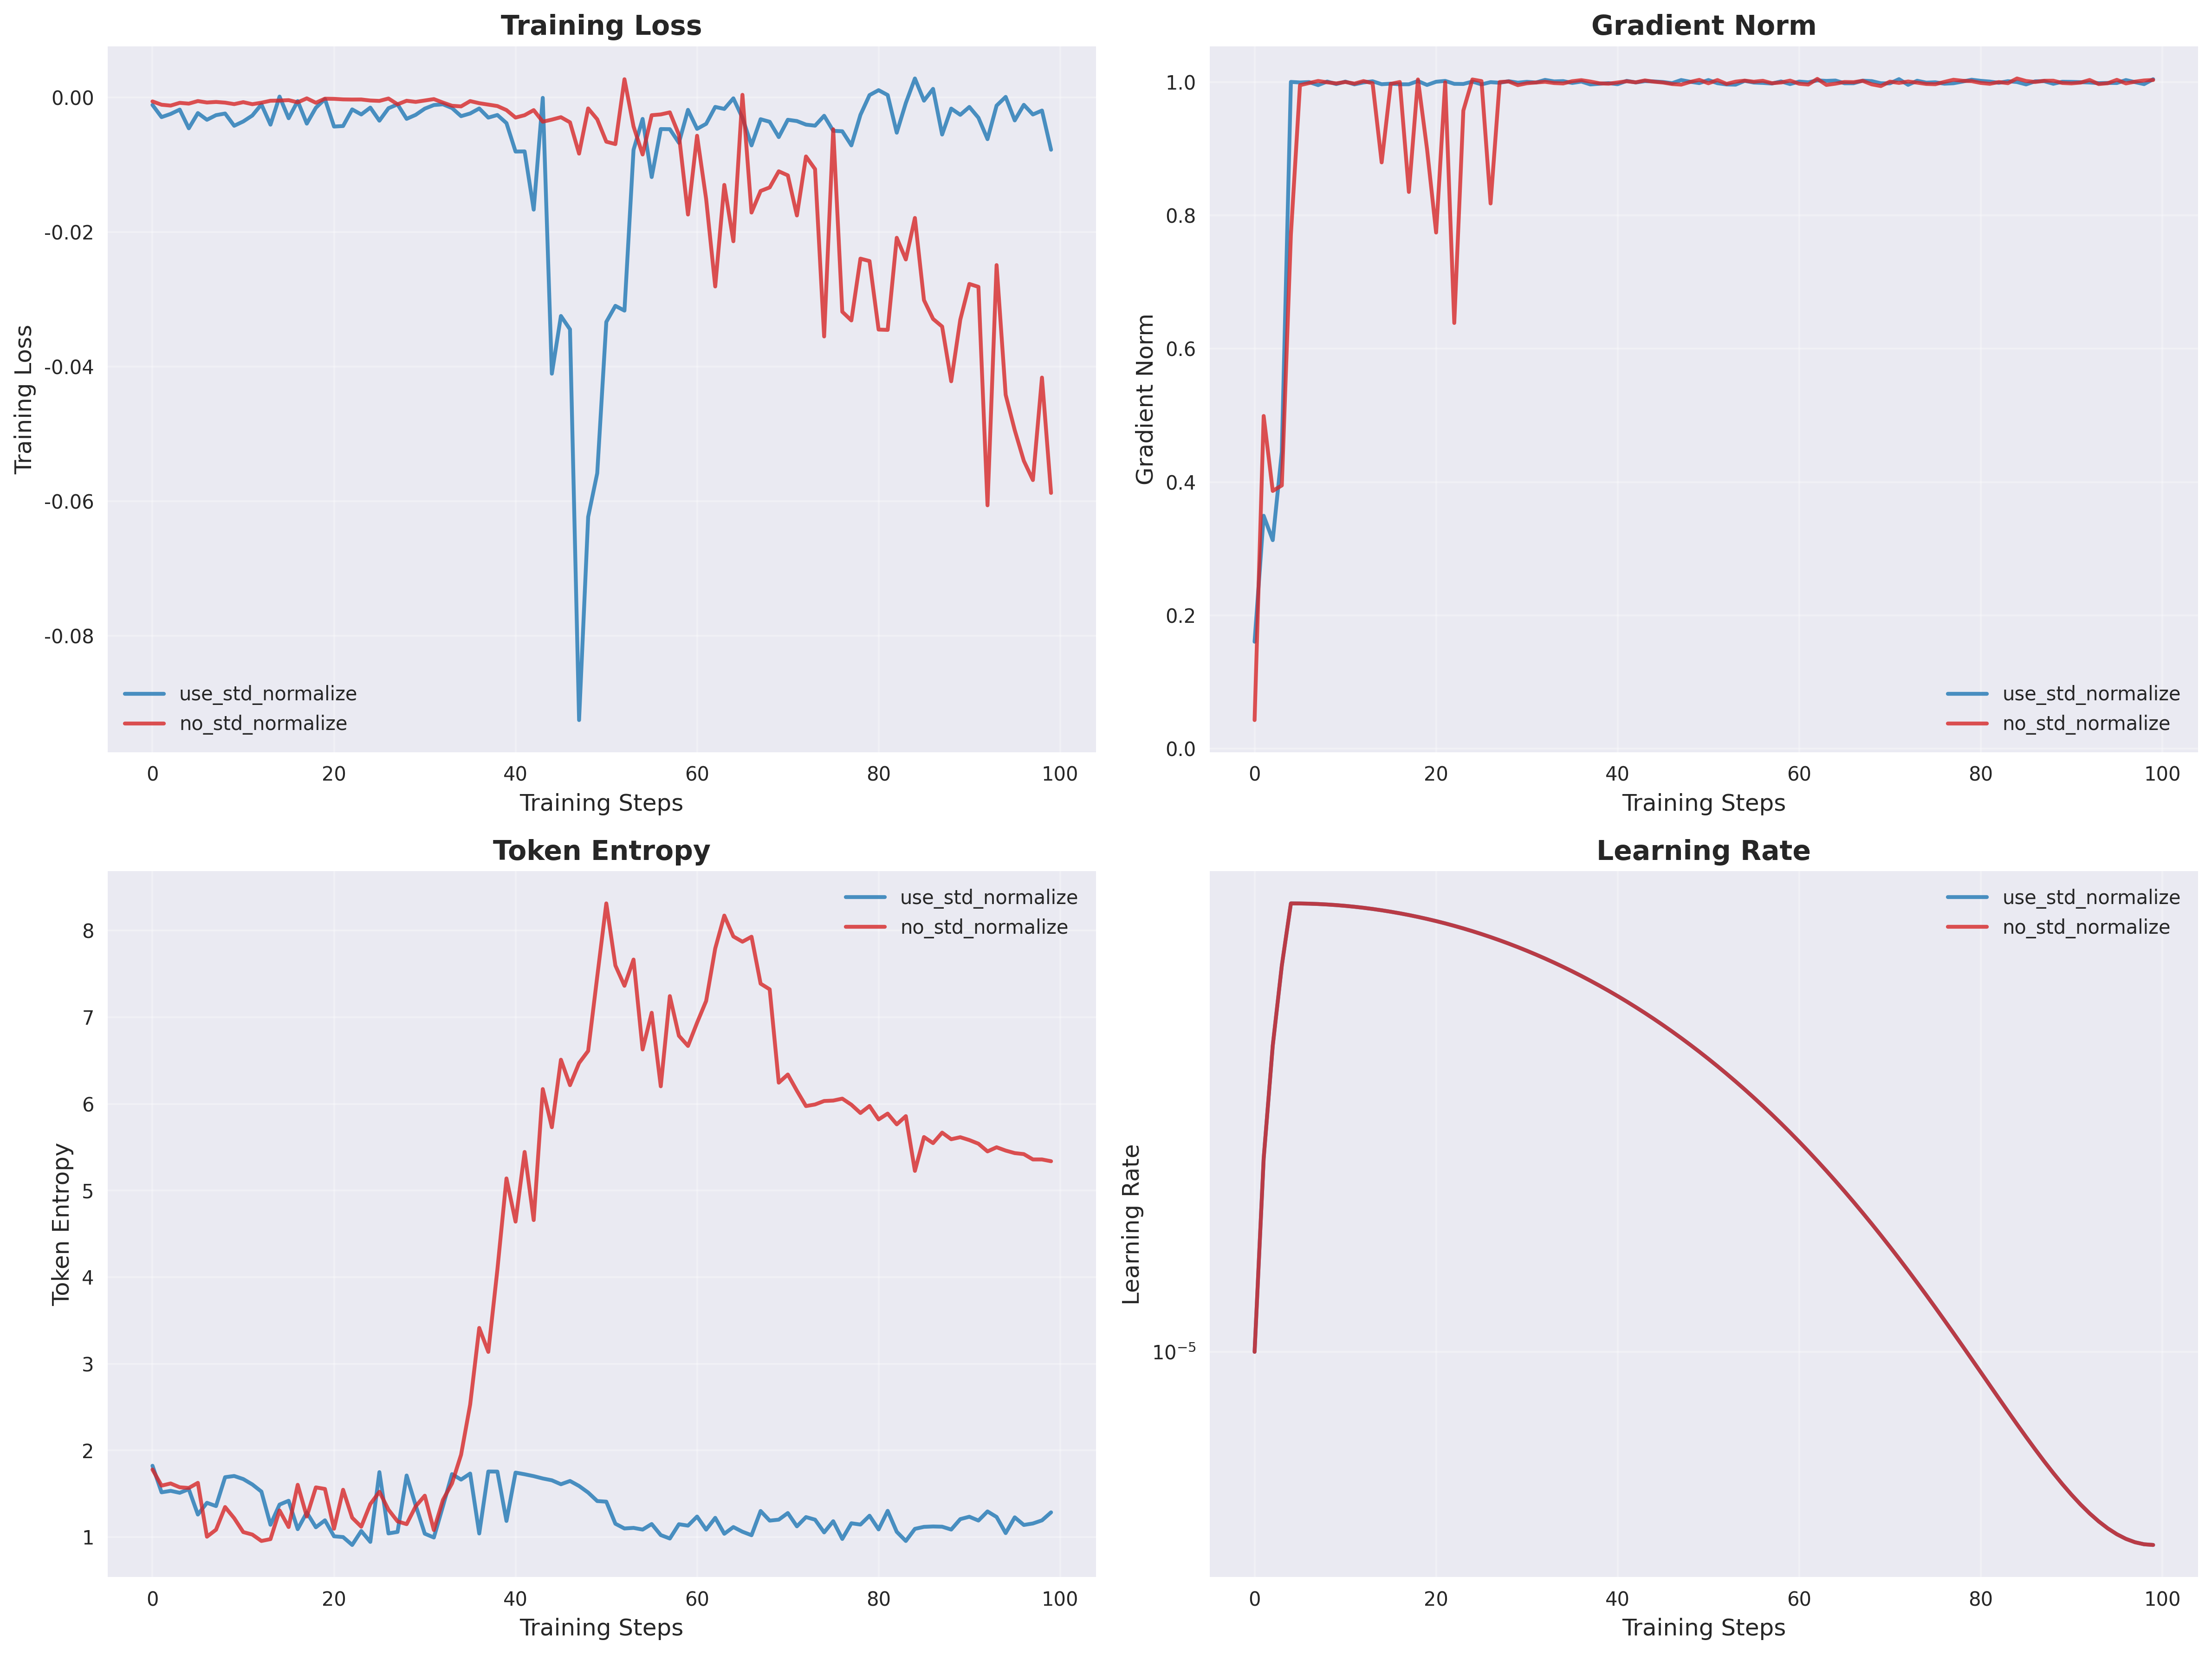 Training Loss
Training Loss
0.00
-0.02
-0.04
-0.06
-0.08
use_std_normalize
no_std_normalize
0
20
40
60
80
100
Training Steps
Gradient Norm
Gradient Norm
1.0
0.8
0.6
0.4
0.2
0.0
use_std_normalize
no_std_normalize
0
20
40
60
80
100
Training Steps
Token Entropy
Token Entropy
8
7
6
5
4
3
2
1
use_std_normalize
no_std_normalize
0
20
40
60
80
100
Training Steps
Learning Rate
Learning Rate
10⁻⁵
use_std_normalize
no_std_normalize
0
20
40
60
80
100
Training Steps